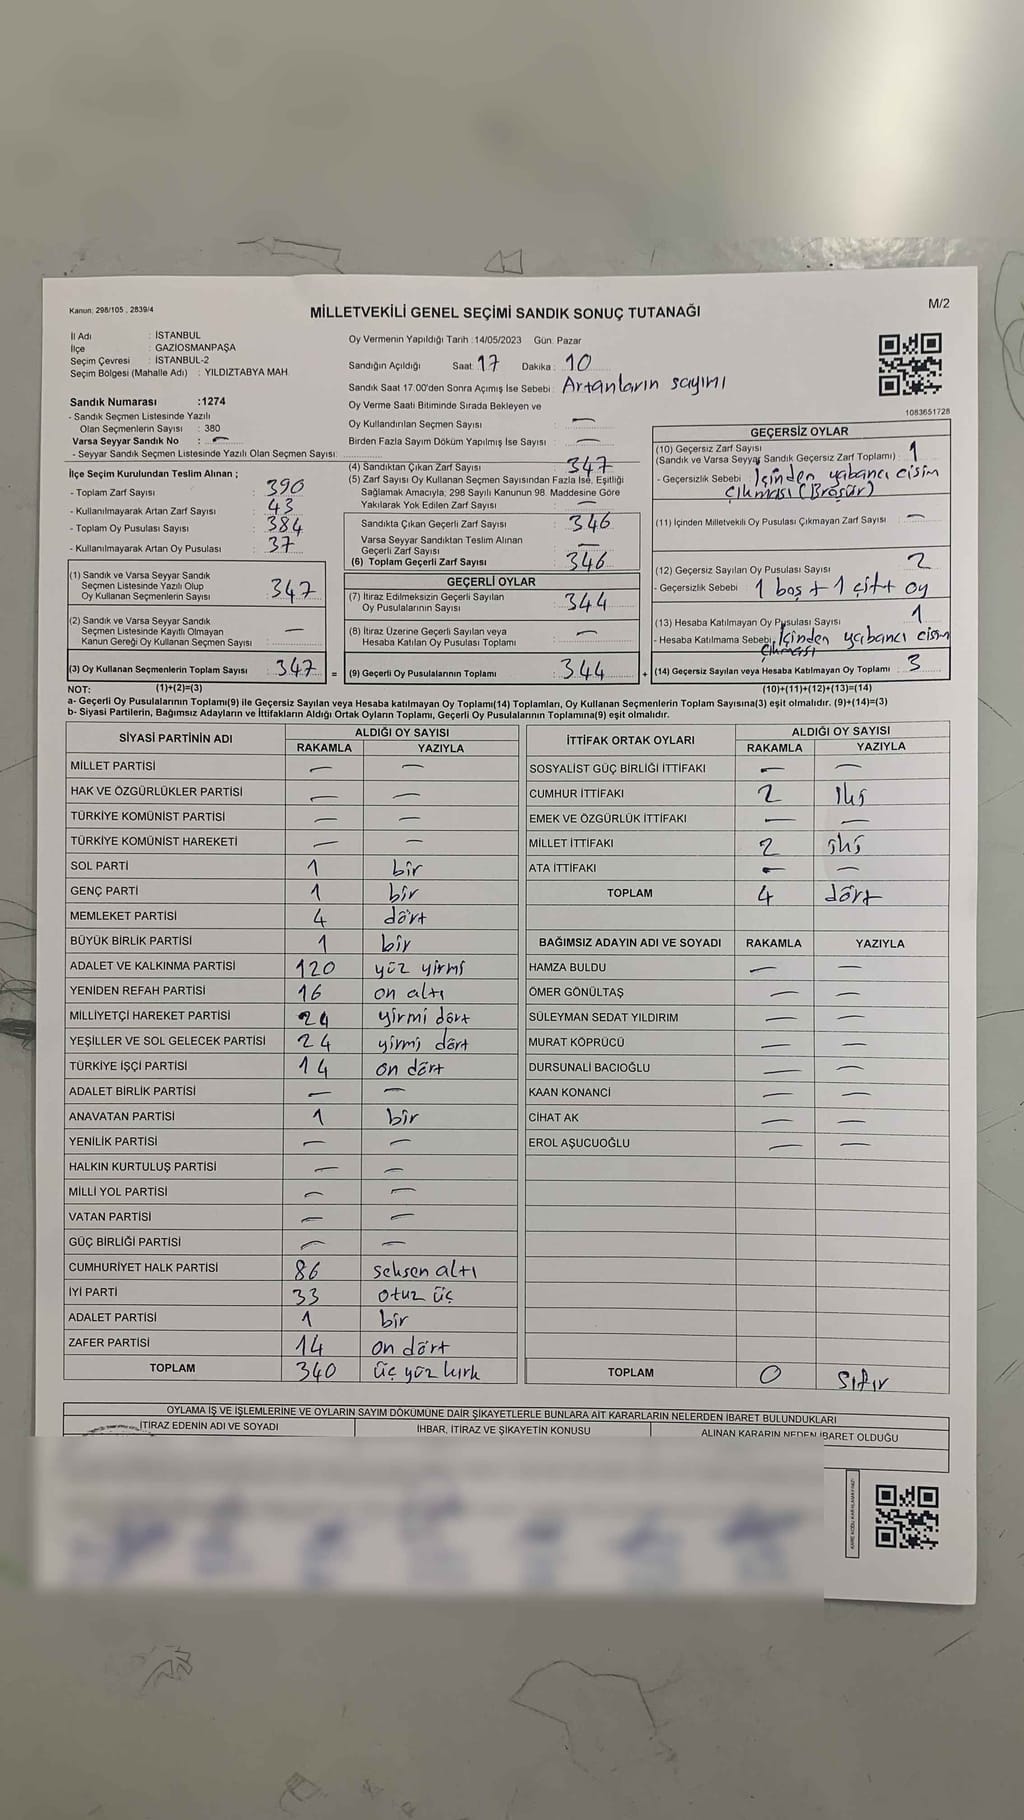 Kanun: 298/105 , 2839/4
MİLLETVEKİLİ GENEL SEÇİMİ SANDIK SONUÇ TUTANAĞI
M/2
İl Adı : İSTANBUL
İlçe : GAZİOSMANPAŞA
Seçim Çevresi : İSTANBUL-2
Seçim Bölgesi (Mahalle Adı) : YILDIZTABYA MAH.
Sandık Numarası :1274
- Sandık Seçmen Listesinde Yazılı
Olan Seçmenlerin Sayısı : 380
Varsa Seyyar Sandık No : —
- Seyyar Sandık Seçmen Listesinde Yazılı Olan Seçmen Sayısı:
İlçe Seçim Kurulundan Teslim Alınan ;
- Toplam Zarf Sayısı : 390
- Kullanılmayarak Artan Zarf Sayısı : 43
- Toplam Oy Pusulası Sayısı : 384
- Kullanılmayarak Artan Oy Pusulası : 37
(1) Sandık ve Varsa Seyyar Sandık
Seçmen Listesinde Yazılı Olup
Oy Kullanan Seçmenlerin Sayısı 347
(2) Sandık ve Varsa Seyyar Sandık
Seçmen Listesinde Kayıtlı Olmayan
Kanun Gereği Oy Kullanan Seçmen Sayısı —
(3) Oy Kullanan Seçmenlerin Toplam Sayısı 347
Oy Vermenin Yapıldığı Tarih :14/05/2023 Gün: Pazar
Sandığın Açıldığı Saat: 17 Dakika : 10
Sandık Saat 17.00'den Sonra Açılmış İse Sebebi : Artanların sayımı
Oy Verme Saati Bitiminde Sırada Bekleyen ve
Oy Kullandırılan Seçmen Sayısı : —
Birden Fazla Sayım Döküm Yapılmış İse Sayısı : —
(4) Sandıktan Çıkan Zarf Sayısı : 347
(5) Zarf Sayısı Oy Kullanan Seçmen Sayısından Fazla İse, Eşitliği
Sağlamak Amacıyla; 298 Sayılı Kanunun 98. Maddesine Göre
Yakılarak Yok Edilen Zarf Sayısı : —
Sandıkta Çıkan Geçerli Zarf Sayısı : 346
Varsa Seyyar Sandıktan Teslim Alınan
Geçerli Zarf Sayısı : —
(6) Toplam Geçerli Zarf Sayısı : 346
GEÇERLİ OYLAR
(7) İtiraz Edilmeksizin Geçerli Sayılan
Oy Pusulalarının Sayısı : 344
(8) İtiraz Üzerine Geçerli Sayılan veya
Hesaba Katılan Oy Pusulası Toplamı : —
= (9) Geçerli Oy Pusulalarının Toplamı : 344
1083651728
GEÇERSİZ OYLAR
(10) Geçersiz Zarf Sayısı
(Sandık ve Varsa Seyyar Sandık Geçersiz Zarf Toplamı) : 1
- Geçersizlik Sebebi : İçinden yabancı cisim
çıkması (Broşür)
(11) İçinden Milletvekili Oy Pusulası Çıkmayan Zarf Sayısı : —
(12) Geçersiz Sayılan Oy Pusulası Sayısı : 2
- Geçersizlik Sebebi : 1 boş + 1 çift oy
(13) Hesaba Katılmayan Oy Pusulası Sayısı : 1
- Hesaba Katılmama Sebebi: İçinden yabancı cisim
çıkması
+ (14) Geçersiz Sayılan veya Hesaba Katılmayan Oy Toplamı : 3
NOT: (1)+(2)=(3) (10)+(11)+(12)+(13)=(14)
a- Geçerli Oy Pusulalarının Toplamı(9) ile Geçersiz Sayılan veya Hesaba katılmayan Oy Toplamı(14) Toplamları, Oy Kullanan Seçmenlerin Toplam Sayısına(3) eşit olmalıdır. (9)+(14)=(3)
b- Siyasi Partilerin, Bağımsız Adayların ve İttifakların Aldığı Ortak Oyların Toplamı, Geçerli Oy Pusulalarının Toplamına(9) eşit olmalıdır.
SİYASİ PARTİNİN ADI ALDIĞI OY SAYISI
RAKAMLA YAZIYLA
MİLLET PARTİSİ — —
HAK VE ÖZGÜRLÜKLER PARTİSİ — —
TÜRKİYE KOMÜNİST PARTİSİ — —
TÜRKİYE KOMÜNİST HAREKETİ — —
SOL PARTİ 1 bir
GENÇ PARTİ 1 bir
MEMLEKET PARTİSİ 4 dört
BÜYÜK BİRLİK PARTİSİ 1 bir
ADALET VE KALKINMA PARTİSİ 120 yüz yirmi
YENİDEN REFAH PARTİSİ 16 on altı
MİLLİYETÇİ HAREKET PARTİSİ 24 yirmi dört
YEŞİLLER VE SOL GELECEK PARTİSİ 24 yirmi dört
TÜRKİYE İŞÇİ PARTİSİ 14 on dört
ADALET BİRLİK PARTİSİ — —
ANAVATAN PARTİSİ 1 bir
YENİLİK PARTİSİ — —
HALKIN KURTULUŞ PARTİSİ — —
MİLLİ YOL PARTİSİ — —
VATAN PARTİSİ — —
GÜÇ BİRLİĞİ PARTİSİ — —
CUMHURİYET HALK PARTİSİ 86 seksen altı
İYİ PARTİ 33 otuz üç
ADALET PARTİSİ 1 bir
ZAFER PARTİSİ 14 on dört
TOPLAM 340 üç yüz kırk
İTTİFAK ORTAK OYLARI ALDIĞI OY SAYISI
RAKAMLA YAZIYLA
SOSYALİST GÜÇ BİRLİĞİ İTTİFAKI — —
CUMHUR İTTİFAKI 2 iki
EMEK VE ÖZGÜRLÜK İTTİFAKI — —
MİLLET İTTİFAKI 2 iki
ATA İTTİFAKI — —
TOPLAM 4 dört
BAĞIMSIZ ADAYIN ADI VE SOYADI RAKAMLA YAZIYLA
HAMZA BULDU — —
ÖMER GÖNÜLTAŞ — —
SÜLEYMAN SEDAT YILDIRIM — —
MURAT KÖPRÜCÜ — —
DURSUNALİ BACIOĞLU — —
KAAN KONANCİ — —
CİHAT AK — —
EROL AŞUCUOĞLU — —
TOPLAM 0 sıfır
OYLAMA İŞ VE İŞLEMLERİNE VE OYLARIN SAYIM DÖKÜMÜNE DAİR ŞİKAYETLERLE BUNLARA AİT KARARLARIN NELERDEN İBARET BULUNDUKLARI
İTİRAZ EDENİN ADI VE SOYADI İHBAR, İTİRAZ VE ŞİKAYETİN KONUSU ALINAN KARARIN NEDEN İBARET OLDUĞU